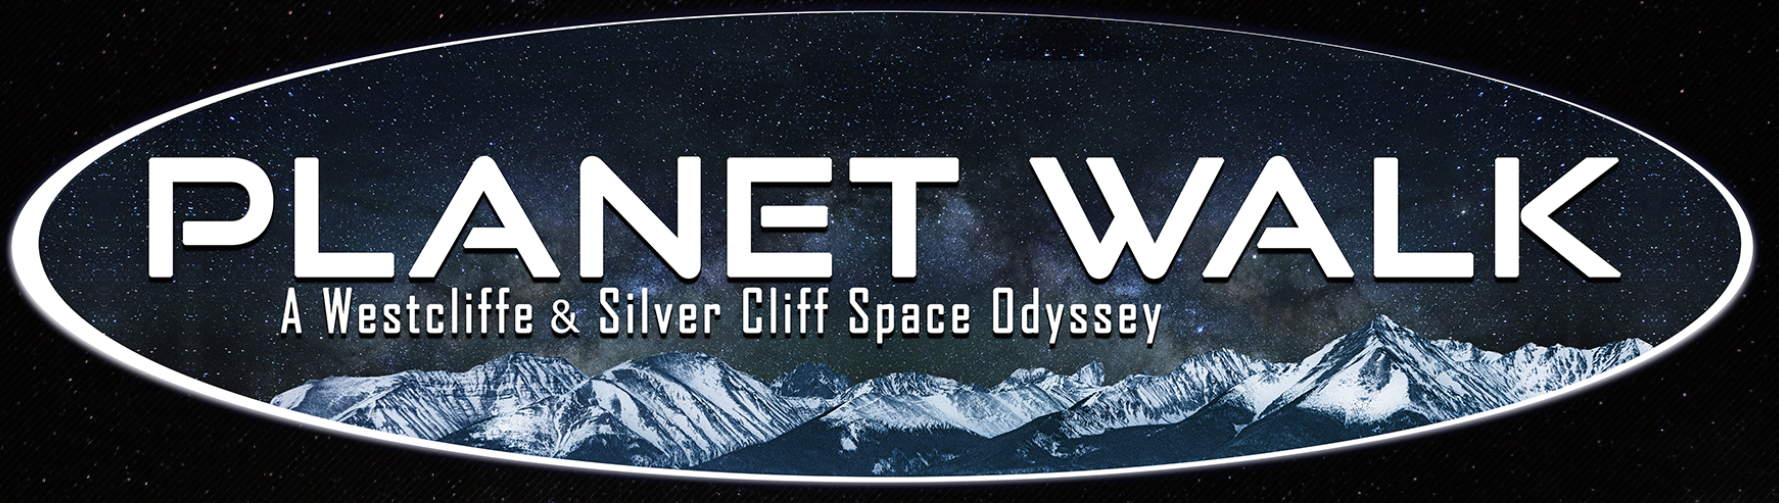 PLANET WALK
A Westcliffe & Silver Cliff Space Odyssey